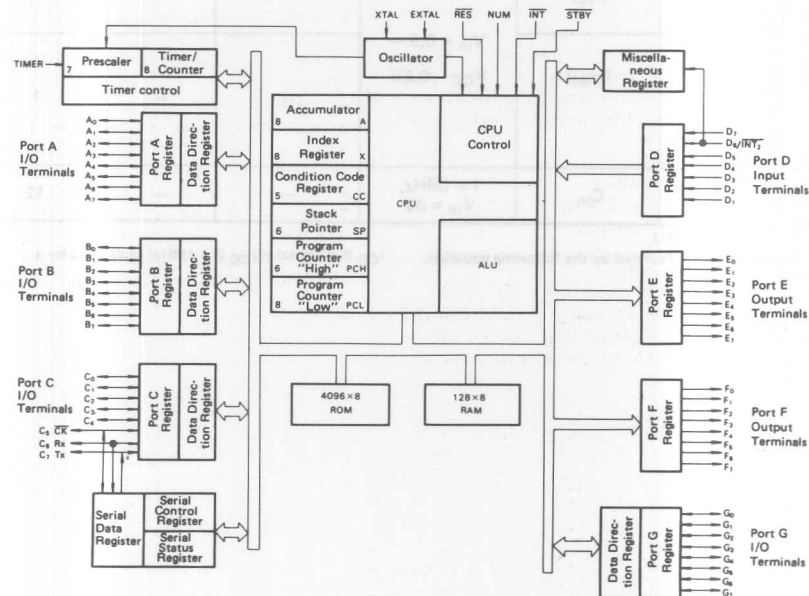 XTAL EXTAL RES NUM INT STBY
TIMER
Prescaler
7
Timer/
Counter
8
Timer control
Oscillator
Miscella-
neous
Register
Port A
I/O
Terminals
A₀
A₁
A₂
A₃
A₄
A₅
A₆
A₇
Port A
Register
Data Direc-
tion Register
Accumulator
8 A
Index
Register
8 X
Condition Code
Register
5 CC
Stack
Pointer
6 SP
Program
Counter
"High"
6 PCH
Program
Counter
"Low"
8 PCL
CPU
CPU
Control
ALU
Port D
Register
D₇
D₆/INT₂
D₅
D₄
D₃
D₂
D₁
Port D
Input
Terminals
Port B
I/O
Terminals
B₀
B₁
B₂
B₃
B₄
B₅
B₆
B₇
Port B
Register
Data Direc-
tion Register
Port E
Register
E₀
E₁
E₂
E₃
E₄
E₅
E₆
E₇
Port E
Output
Terminals
Port C
I/O
Terminals
C₀
C₁
C₂
C₃
C₄
C₅ CK
C₆ Rx
C₇ Tx
Port C
Register
Data Direc-
tion Register
4096×8
ROM
128×8
RAM
Port F
Register
F₀
F₁
F₂
F₃
F₄
F₅
F₆
F₇
Port F
Output
Terminals
Serial
Data
Register
Serial
Control
Register
Serial
Status
Register
Data Direc-
tion Register
Port G
Register
G₀
G₁
G₂
G₃
G₄
G₅
G₆
G₇
Port G
I/O
Terminals